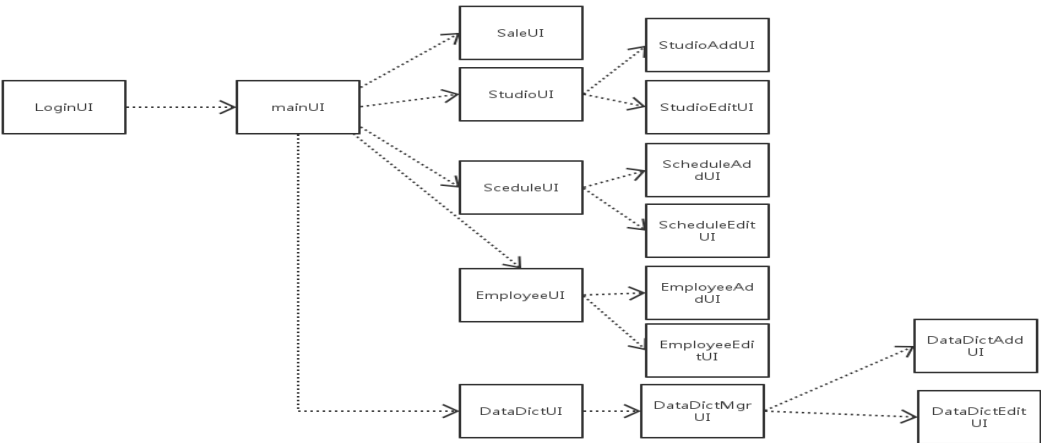 LoginUI
mainUI
SaleUI
StudioUI
StudioAddUI
StudioEditUI
SceduleUI
ScheduleAd
dUI
ScheduleEdit
UI
EmployeeUI
EmployeeAd
dUI
EmployeeEdi
tUI
DataDictUI
DataDictMgr
UI
DataDictAdd
UI
DataDictEdit
UI